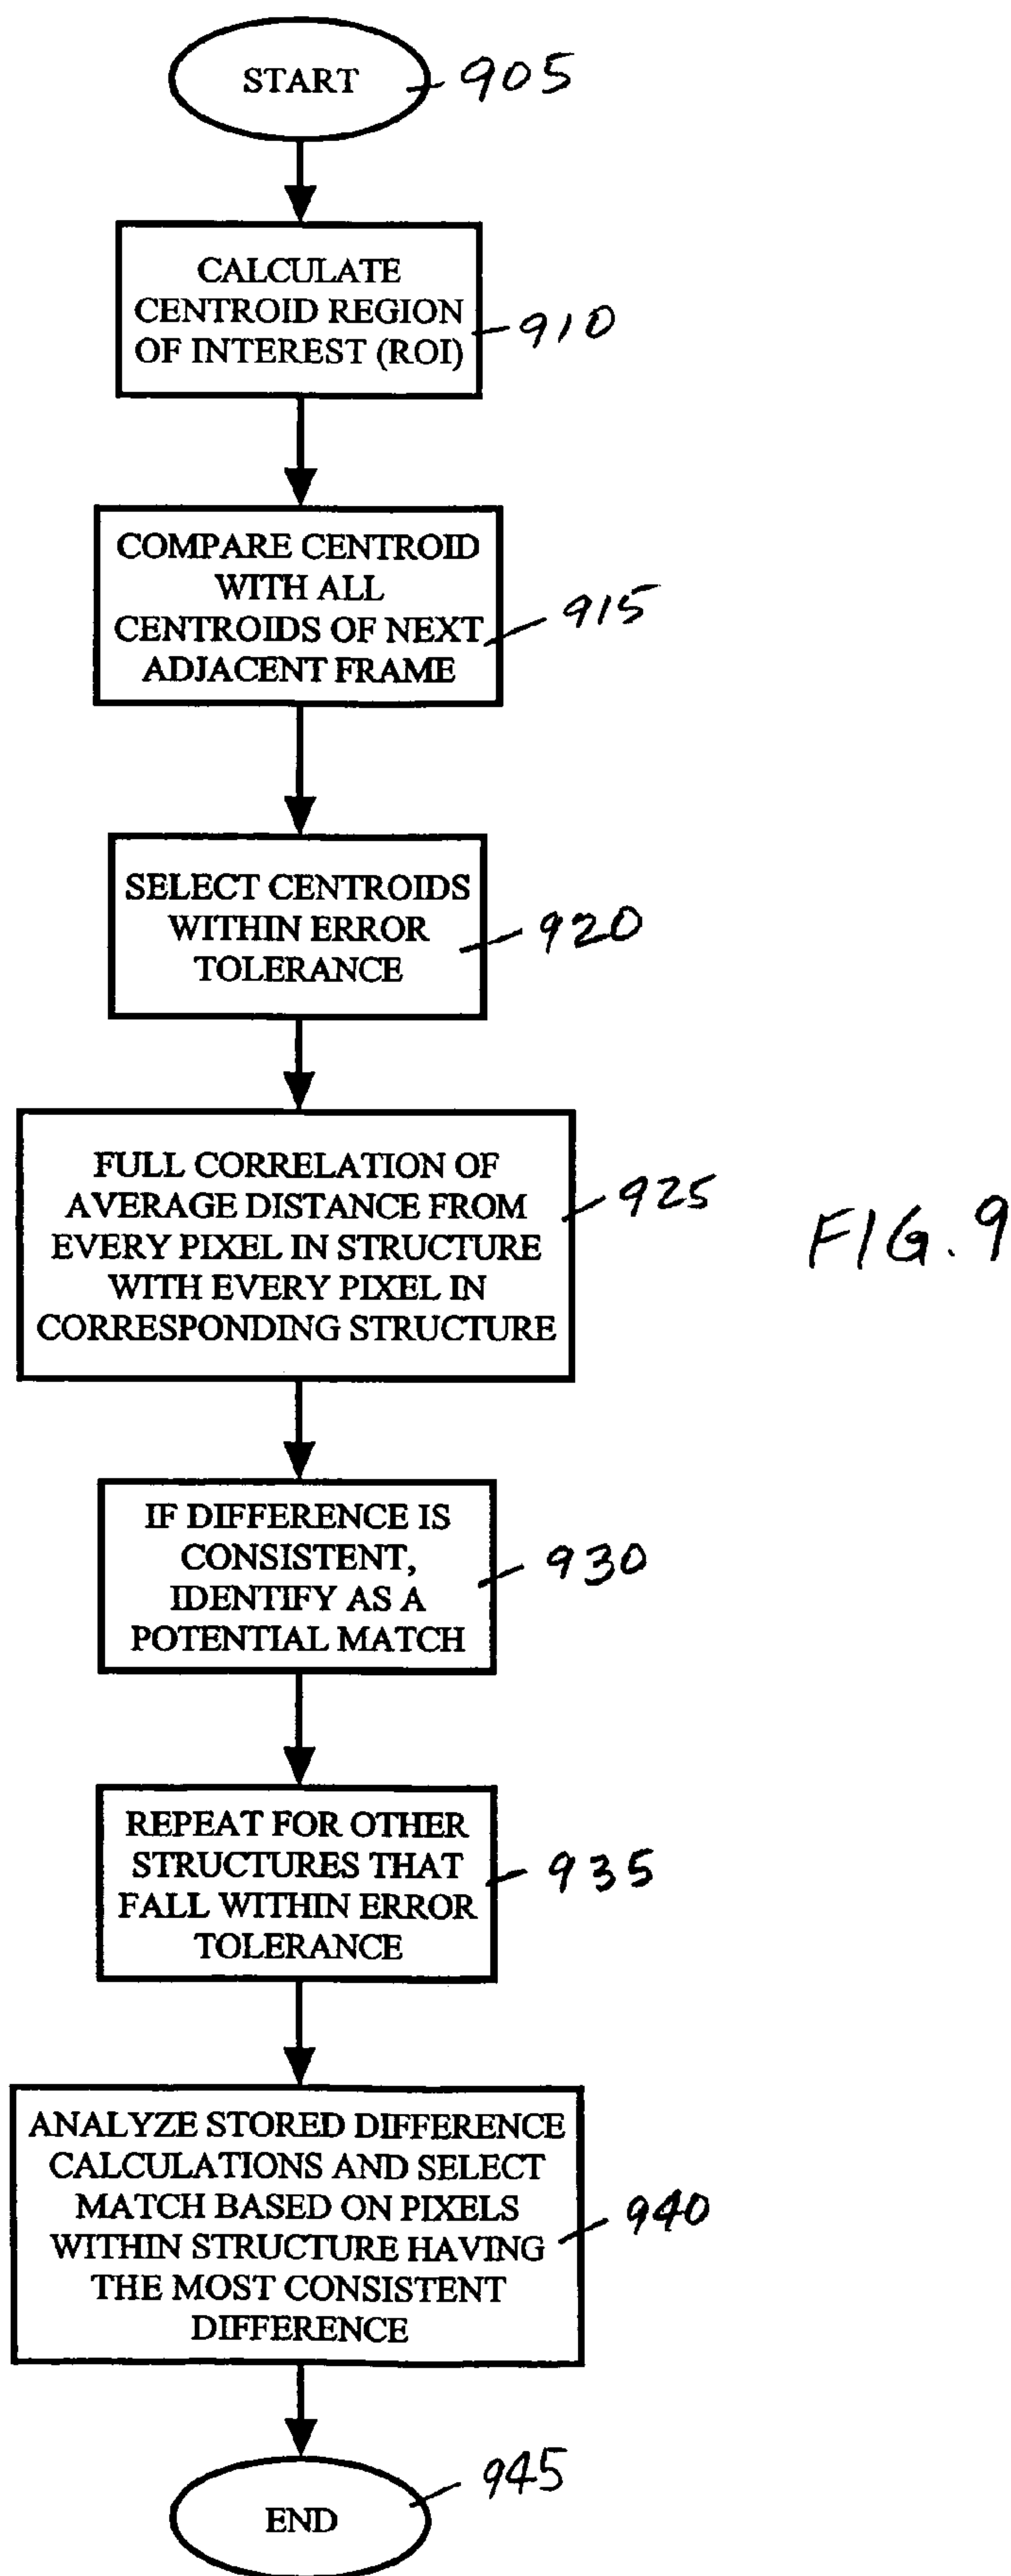 START
905
CALCULATE
CENTROID REGION
OF INTEREST (ROI)
910
COMPARE CENTROID
WITH ALL
CENTROIDS OF NEXT
ADJACENT FRAME
915
SELECT CENTROIDS
WITHIN ERROR
TOLERANCE
920
FULL CORRELATION OF
AVERAGE DISTANCE FROM
EVERY PIXEL IN STRUCTURE
WITH EVERY PIXEL IN
CORRESPONDING STRUCTURE
925
FIG. 9
IF DIFFERENCE IS
CONSISTENT,
IDENTIFY AS A
POTENTIAL MATCH
930
REPEAT FOR OTHER
STRUCTURES THAT
FALL WITHIN ERROR
TOLERANCE
935
ANALYZE STORED DIFFERENCE
CALCULATIONS AND SELECT
MATCH BASED ON PIXELS
WITHIN STRUCTURE HAVING
THE MOST CONSISTENT
DIFFERENCE
940
END
945